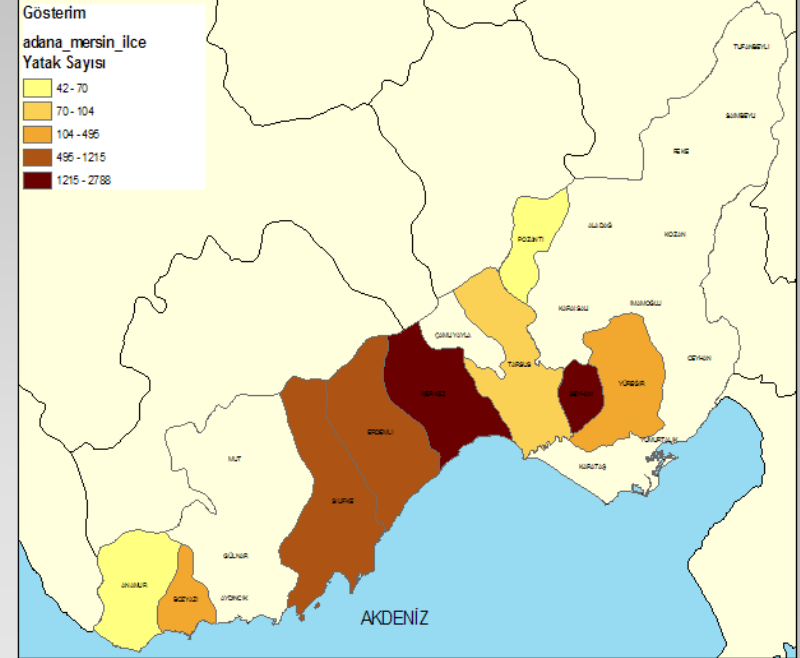 Gösterim
adana_mersin_ilce
Yatak Sayısı
42 - 70
70 - 104
104 - 495
495 - 1215
1215 - 2788
TUFANBEYLİ
SAİMBEYLİ
FEKE
ALADAĞ
POZANTI
KOZAN
İMAMOĞLU
KARAİSALI
ÇAMLIYAYLA
CEYHAN
TARSUS
YÜREĞİR
MERKEZ
SEYHAN
ERDEMLİ
YUMURTALIK
MUT
KARATAŞ
SİLİFKE
GÜLNAR
ANAMUR
BOZYAZI
AYDINCIK
AKDENİZ